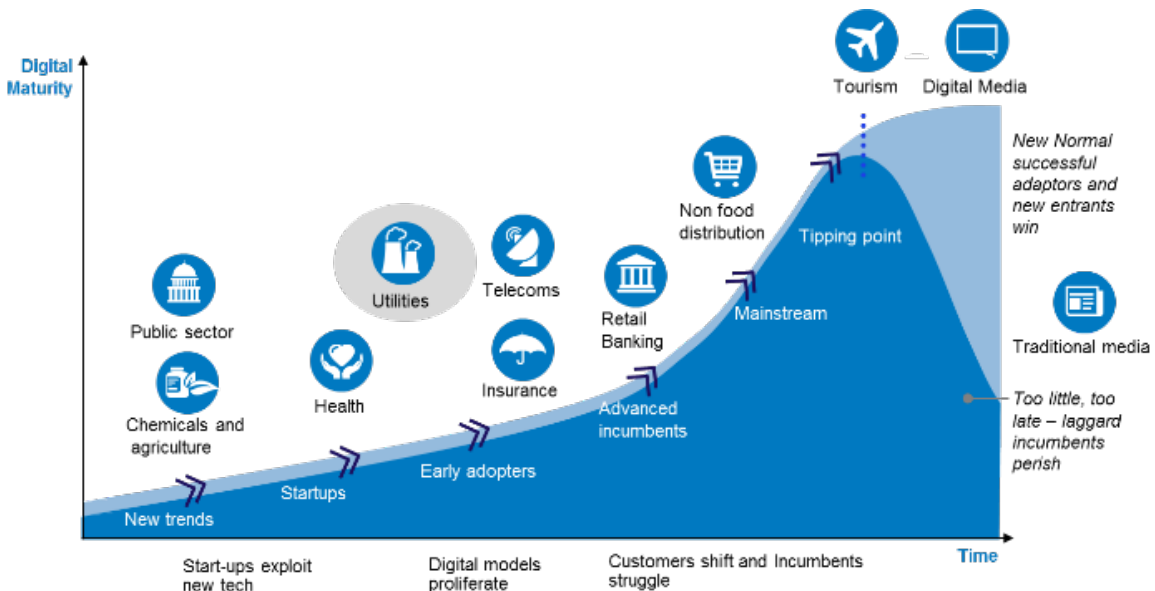 Digital
Maturity
Tourism
Digital Media
New Normal
successful
adaptors and
new entrants
win
Non food
distribution
Tipping point
Telecoms
Utilities
Retail
Banking
Mainstream
Public sector
Traditional media
Insurance
Health
Chemicals and
agriculture
Advanced
incumbents
Too little, too
late – laggard
incumbents
perish
Early adopters
Startups
New trends
Time
Start-ups exploit
new tech
Digital models
proliferate
Customers shift and Incumbents
struggle